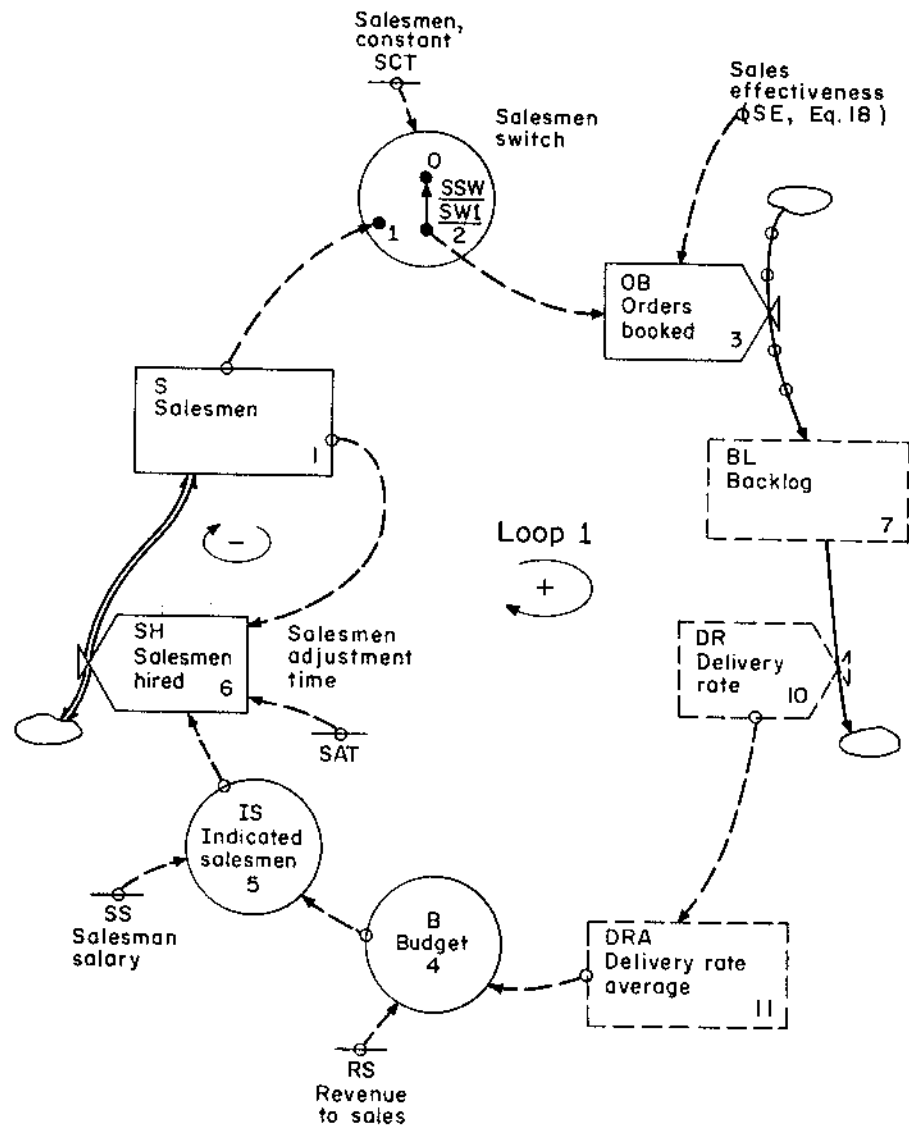 Salesmen,
constant
SCT
Sales
effectiveness
(SE, Eq.18)
Salesmen
switch
0
SSW
SW1
1
2
OB
Orders
booked
3
S
Salesmen
1
BL
Backlog
7
-
Loop 1
+
SH
Salesmen
hired
6
Salesmen
adjustment
time
SAT
DR
Delivery
rate
10
IS
Indicated
salesmen
5
SS
Salesman
salary
B
Budget
4
DRA
Delivery rate
average
11
RS
Revenue
to sales